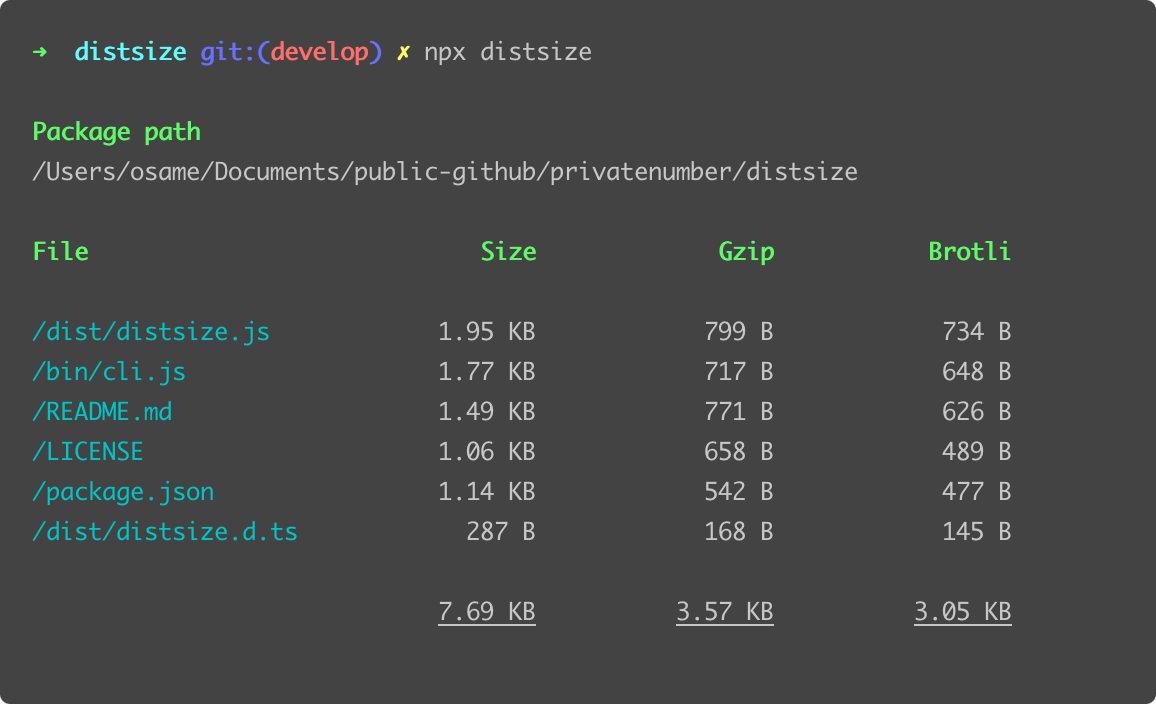 ➜  distsize git:(develop) ✗ npx distsize
Package path
/Users/osame/Documents/public-github/privatenumber/distsize
File Size Gzip Brotli
/dist/distsize.js 1.95 KB 799 B 734 B
/bin/cli.js 1.77 KB 717 B 648 B
/README.md 1.49 KB 771 B 626 B
/LICENSE 1.06 KB 658 B 489 B
/package.json 1.14 KB 542 B 477 B
/dist/distsize.d.ts 287 B 168 B 145 B
7.69 KB 3.57 KB 3.05 KB